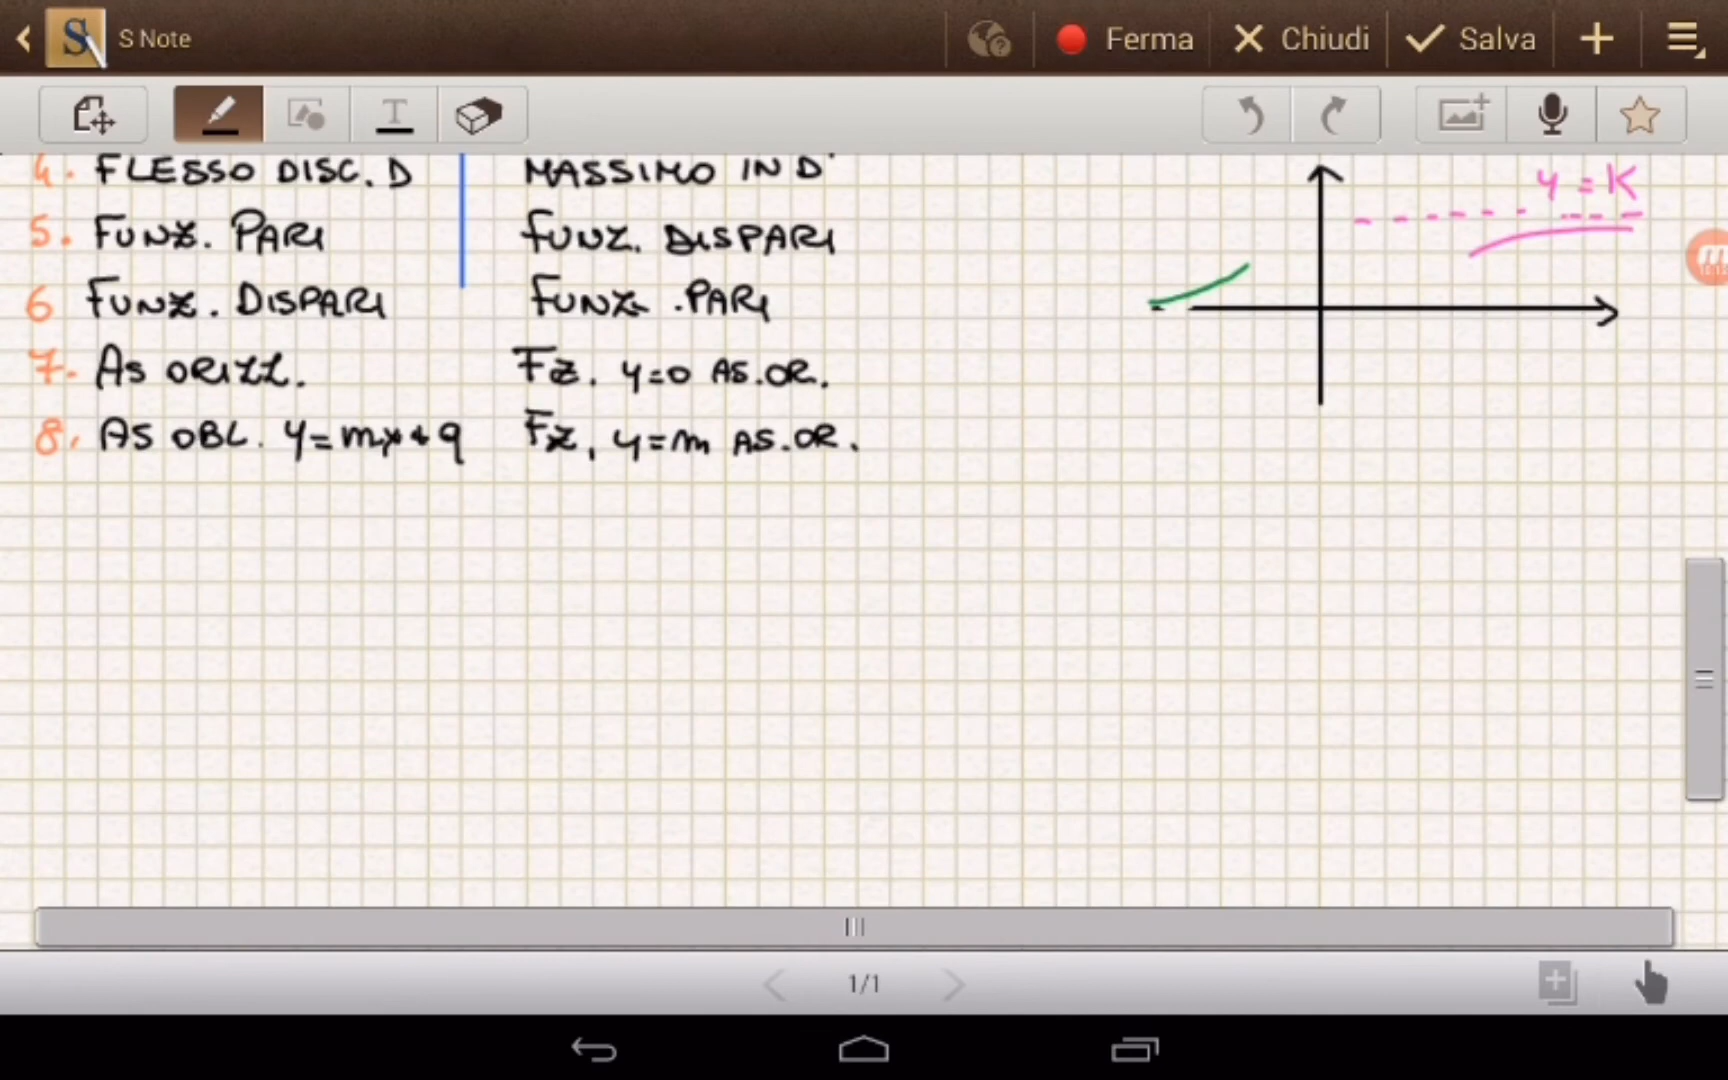 S Note
Ferma
Chiudi
Salva
4. FLESSO DISC. D
MASSIMO IN D
y = K
5. FUNZ. PARI
FUNZ. DISPARI
6 FUNZ. DISPARI
FUNZ. PARI
7. AS ORIZZ.
FZ. y=0 AS.OR.
8. AS OBL. y=mx+q
FZ, y=m AS.OR.
1/1